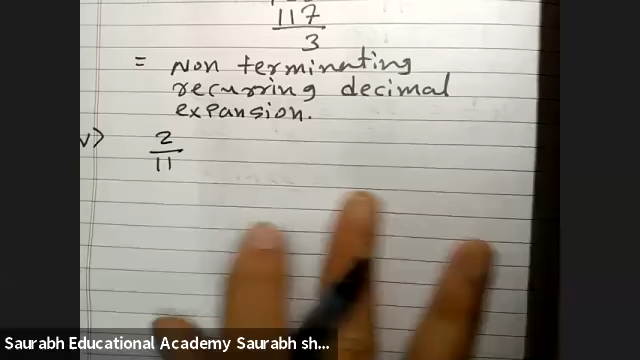 117
3
= Non terminating
recurring decimal
expansion.
v) 2
11
Saurabh Educational Academy Saurabh sh...